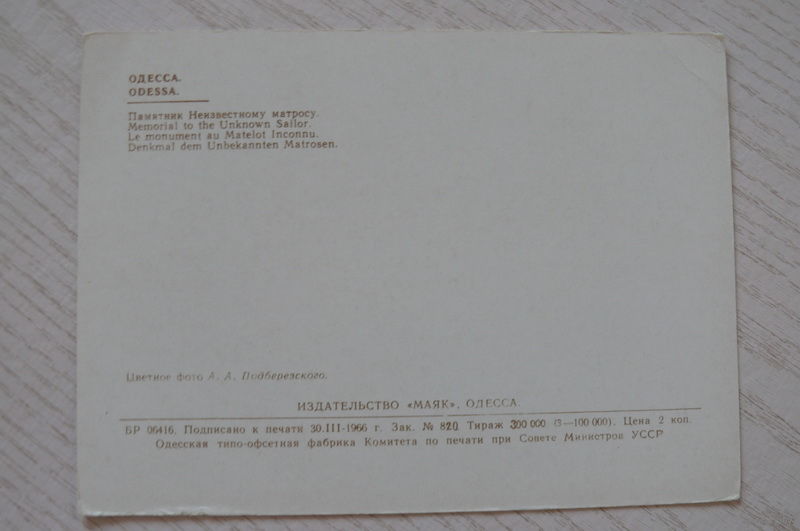 ОДЕССА.
ODESSA.
Памятник Неизвестному матросу.
Memorial to the Unknown Sailor.
Le monument au Matelot Inconnu.
Denkmal dem Unbekannten Matrosen.
Цветное фото А. А. Подберезского.
ИЗДАТЕЛЬСТВО «МАЯК», ОДЕССА.
БР 06416. Подписано к печати 30.III-1966 г. Зак. № 820 Тираж 300 000 (3—100 000). Цена 2 коп.
Одесская типо-офсетная фабрика Комитета по печати при Совете Министров УССР